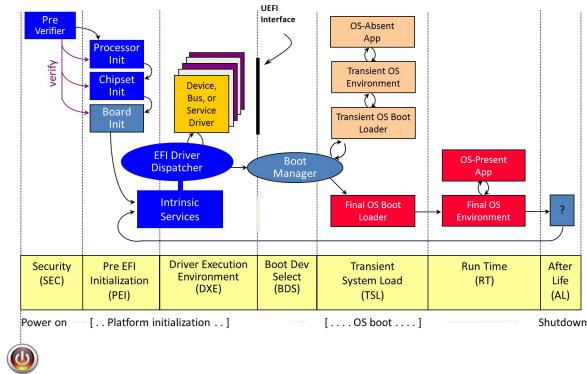 UEFI
Interface
Pre
Verifier
verify
Processor
Init
Chipset
Init
Board
Init
Device,
Bus, or
Service
Driver
EFI Driver
Dispatcher
Intrinsic
Services
Boot
Manager
OS-Absent
App
Transient OS
Environment
Transient OS Boot
Loader
Final OS Boot
Loader
OS-Present
App
Final OS
Environment
?
Security
(SEC)
Pre EFI
Initialization
(PEI)
Driver Execution
Environment
(DXE)
Boot Dev
Select
(BDS)
Transient
System Load
(TSL)
Run Time
(RT)
After
Life
(AL)
Power on
[ . . Platform initialization . . ]
[ . . . . OS boot . . . . ]
Shutdown